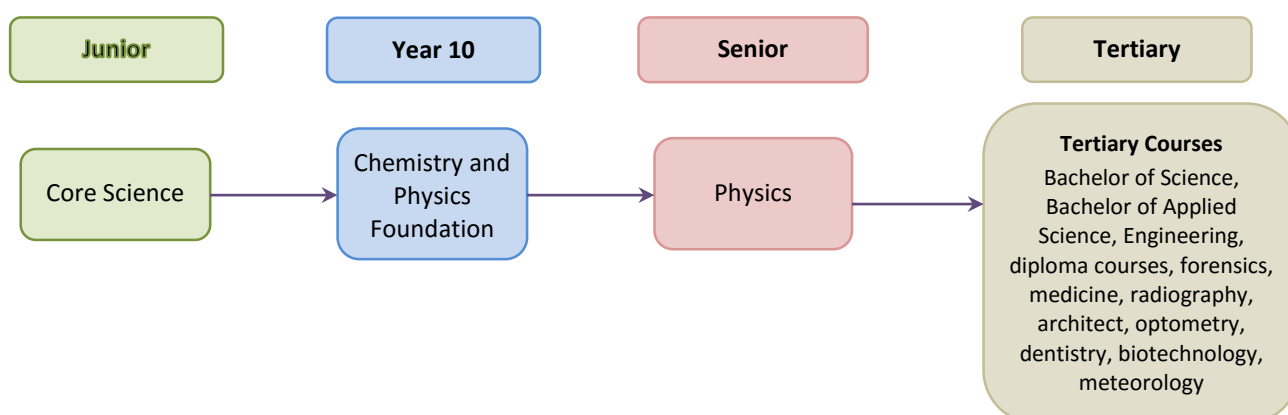 Junior
Year 10
Senior
Tertiary
Core Science
Chemistry and
Physics
Foundation
Physics
Tertiary Courses
Bachelor of Science,
Bachelor of Applied
Science, Engineering,
diploma courses, forensics,
medicine, radiography,
architect, optometry,
dentistry, biotechnology,
meteorology